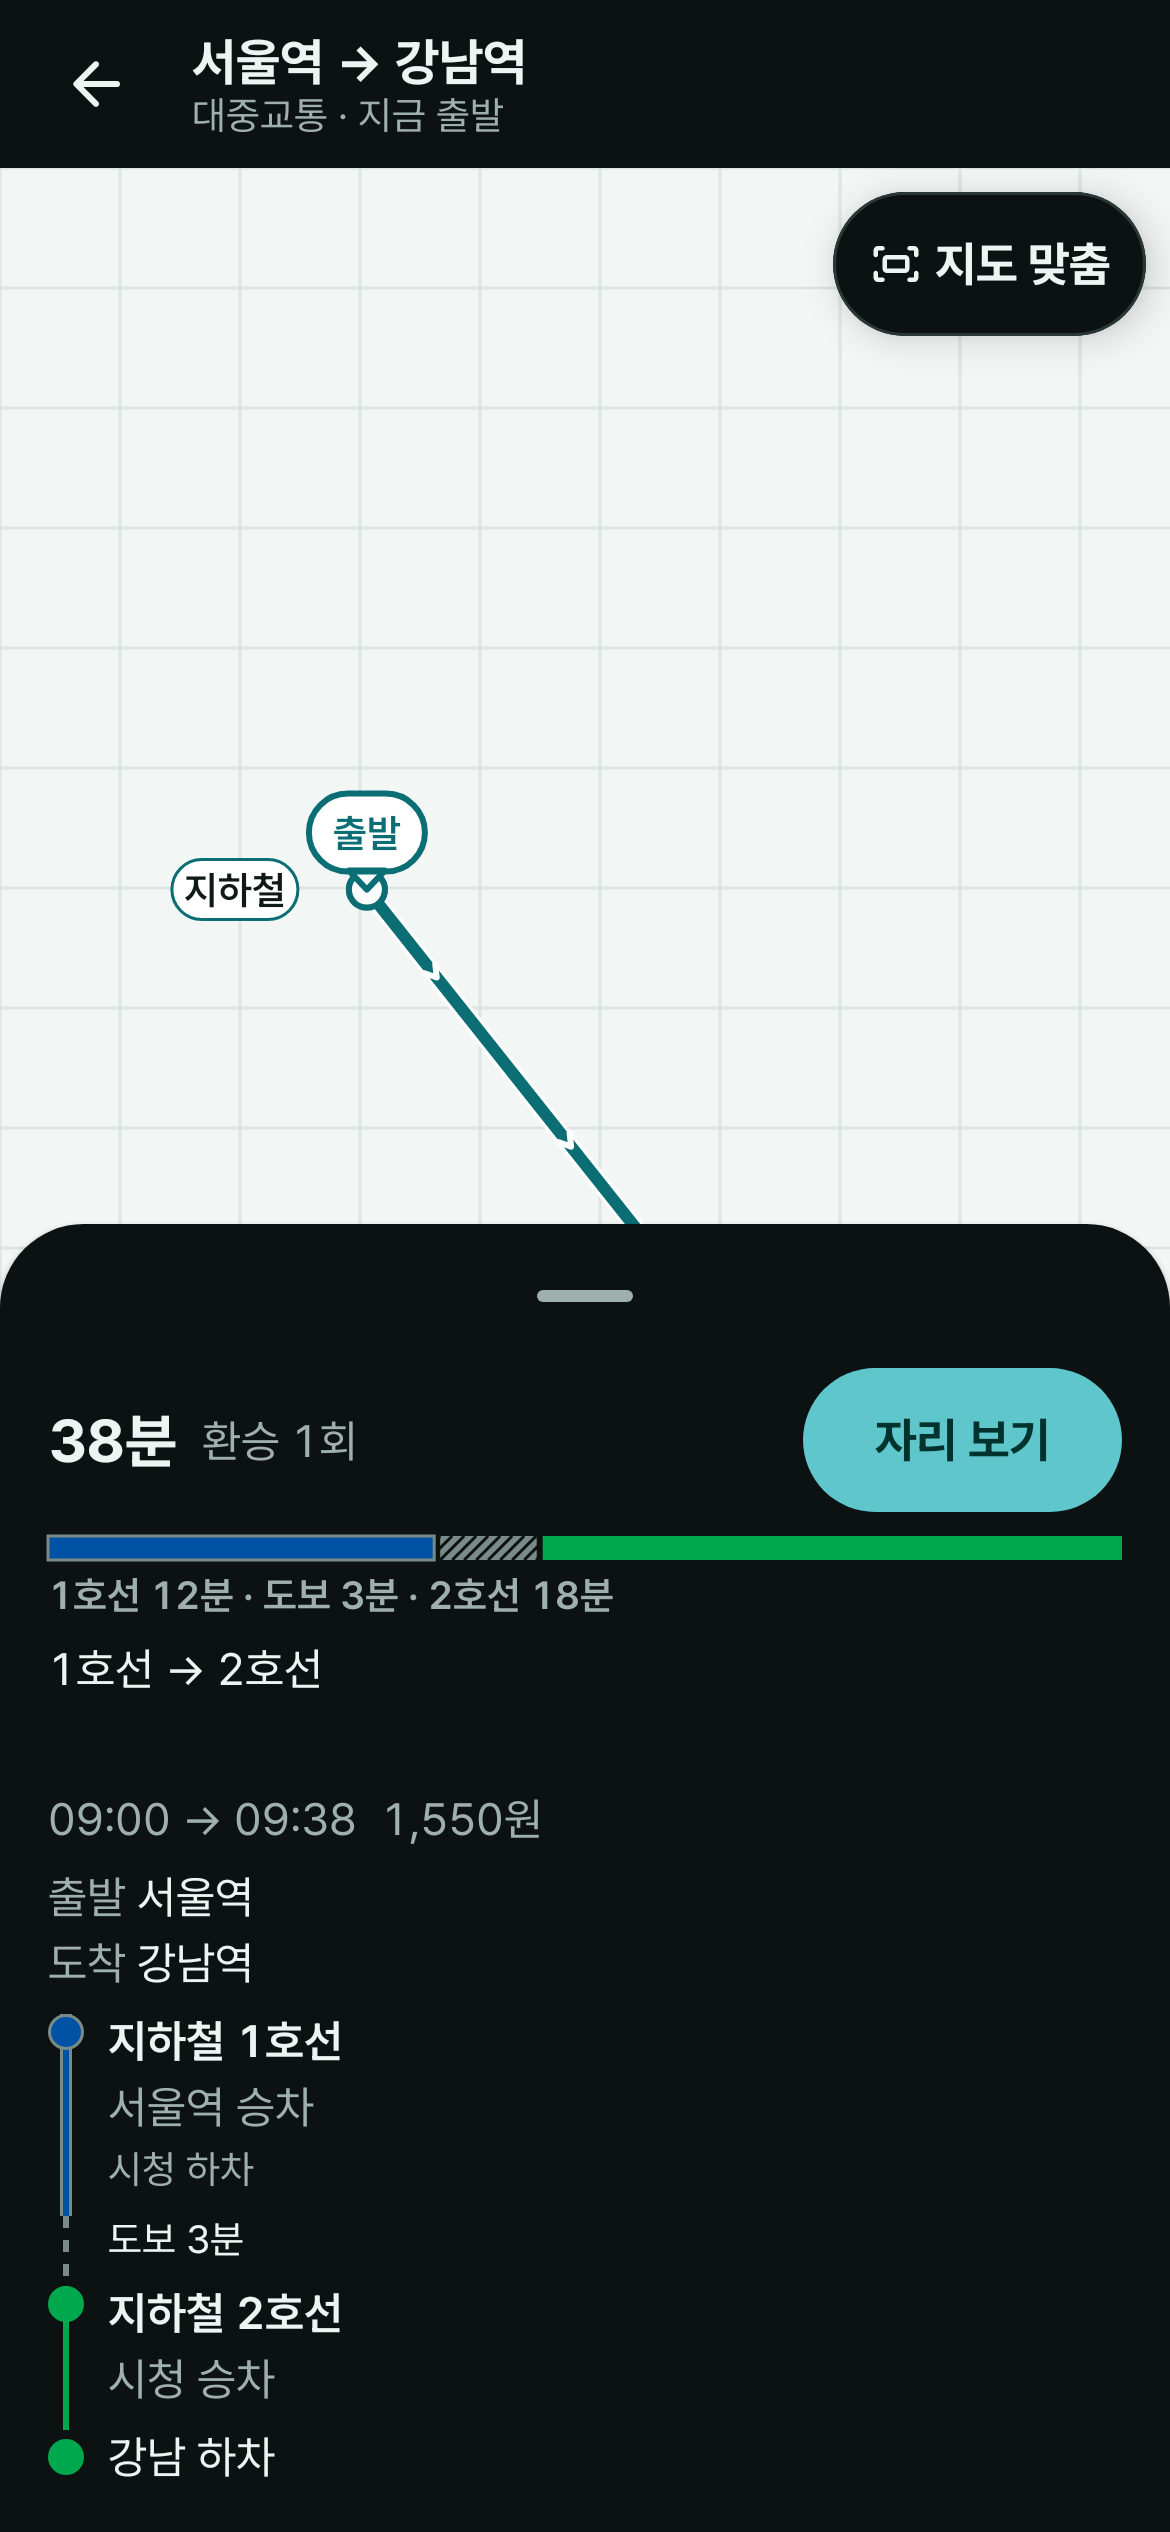 서울역 → 강남역
대중교통 · 지금 출발
지도 맞춤
출발
지하철
38분 환승 1회
자리 보기
1호선 12분 · 도보 3분 · 2호선 18분
1호선 → 2호선
09:00 → 09:38 1,550원
출발 서울역
도착 강남역
지하철 1호선
서울역 승차
시청 하차
도보 3분
지하철 2호선
시청 승차
강남 하차